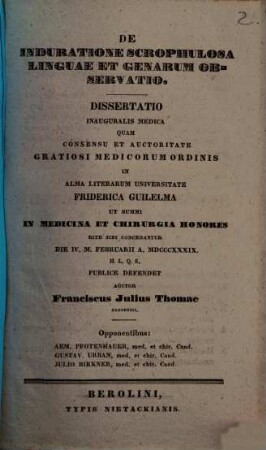 2.
DE
INDURATIONE SCROPHULOSA
LINGUAE ET GENARUM OB-
SERVATIO.
DISSERTATIO
INAUGURALIS MEDICA
QUAM
CONSENSU ET AUCTORITATE
GRATIOSI MEDICORUM ORDINIS
IN
ALMA LITERARUM UNIVERSITATE
FRIDERICA GUILELMA
UT SUMMI
IN MEDICINA ET CHIRURGIA HONORES
RITE SIBI CONCEDANTUR
DIE IV. M. FEBRUARII A. MDCCCXXXIX.
H. L. Q. S.
PUBLICE DEFENDET
AUCTOR
Franciscus Julius Thomae
Opponentibus:
AEM. PFOTENHAUER, med. et chir. Cand.
GUSTAV. URBAN, med. et chir. Cand.
JULIO BIRKNER, med. et chir. Cand.
BEROLINI,
TYPIS NIETACKIANIS.